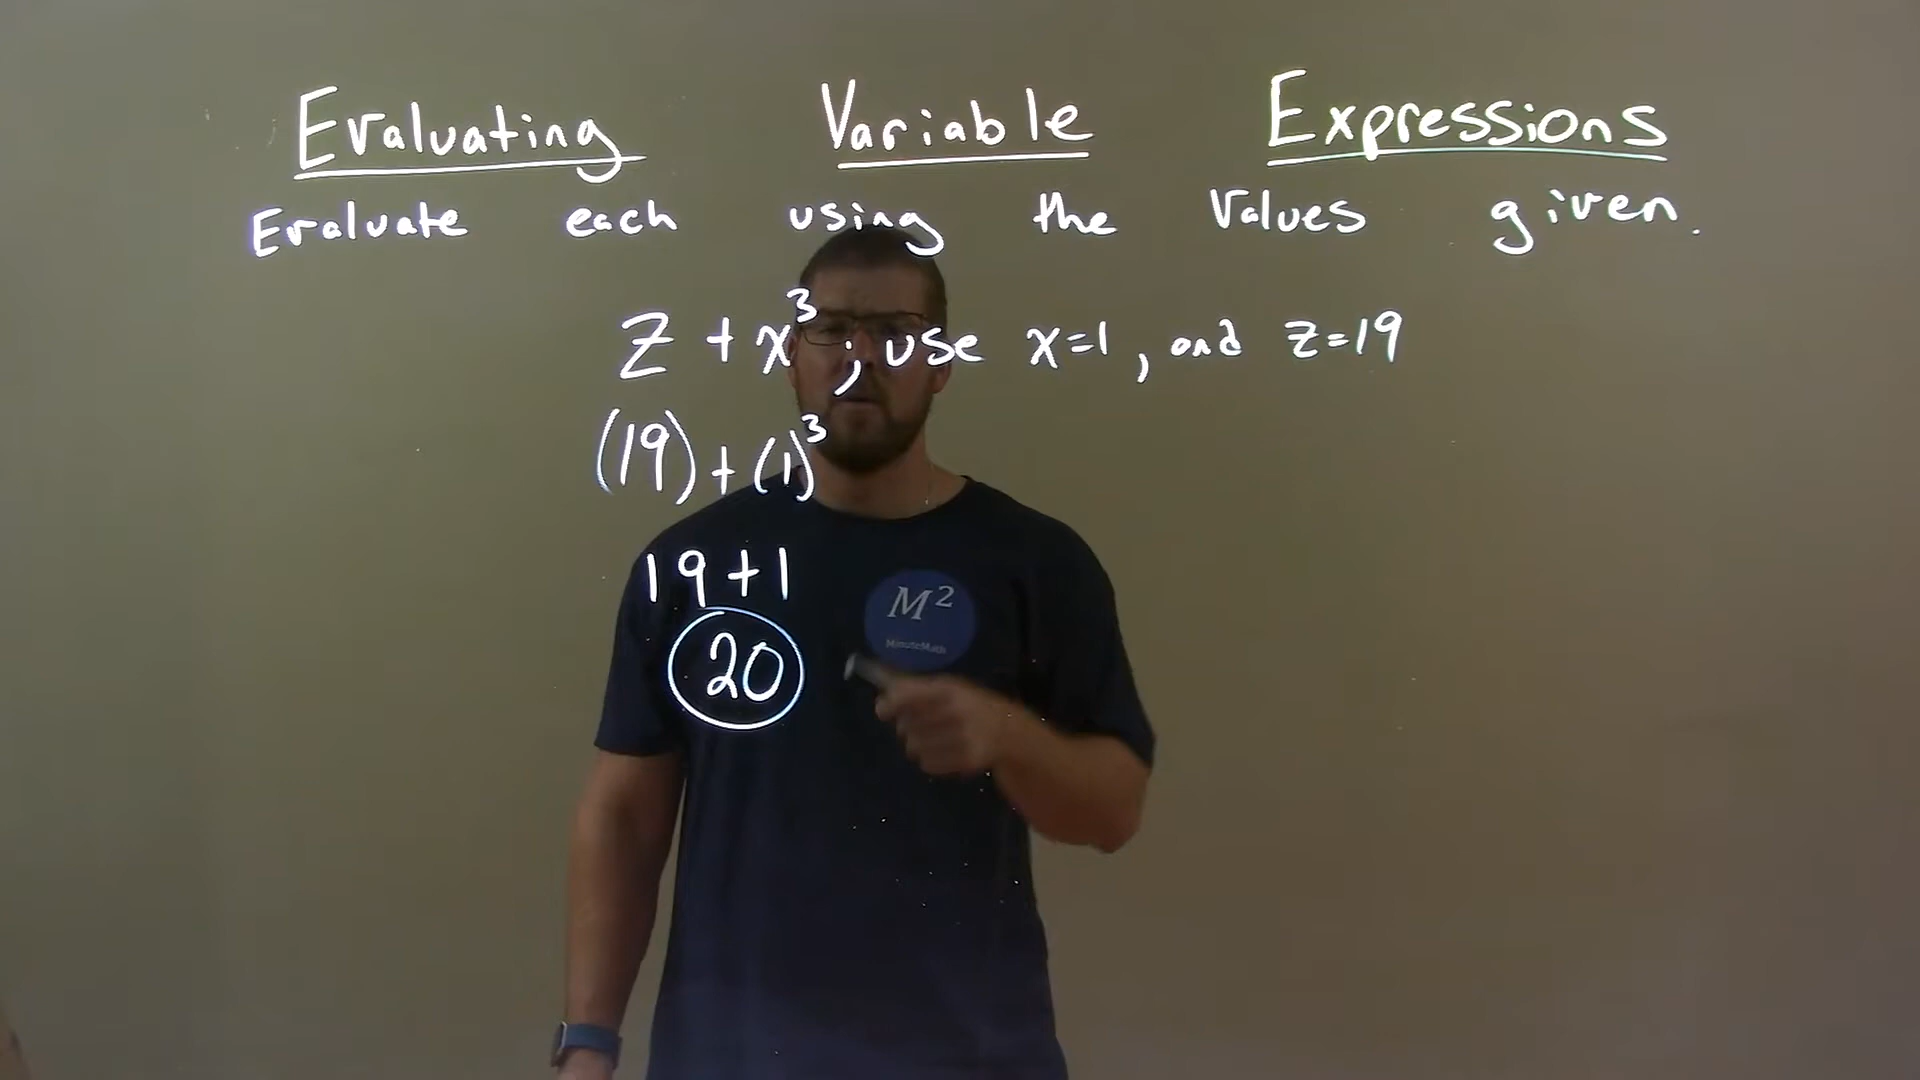 Evaluating Variable Expressions
Evaluate each using the values given.
z + x³ ; use x=1, and z=19
(19) + (1)³
19+1
20
M²
MinuteMath